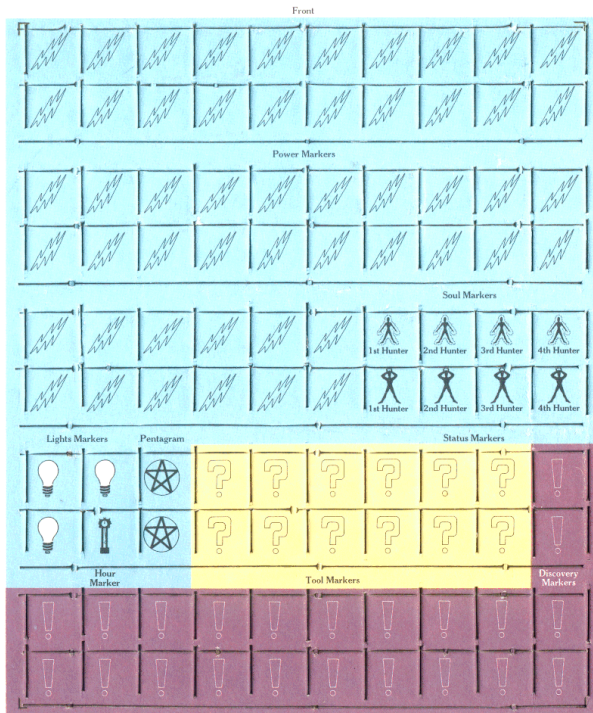 Front
Power Markers
Soul Markers
1st Hunter 2nd Hunter 3rd Hunter 4th Hunter
1st Hunter 2nd Hunter 3rd Hunter 4th Hunter
Lights Markers Pentagram Status Markers
? ? ? ? ? ? !
? ? ? ? ? ? !
Hour
Marker
Tool Markers
Discovery
Markers
! ! ! ! ! ! ! ! ! !
! ! ! ! ! ! ! ! ! !